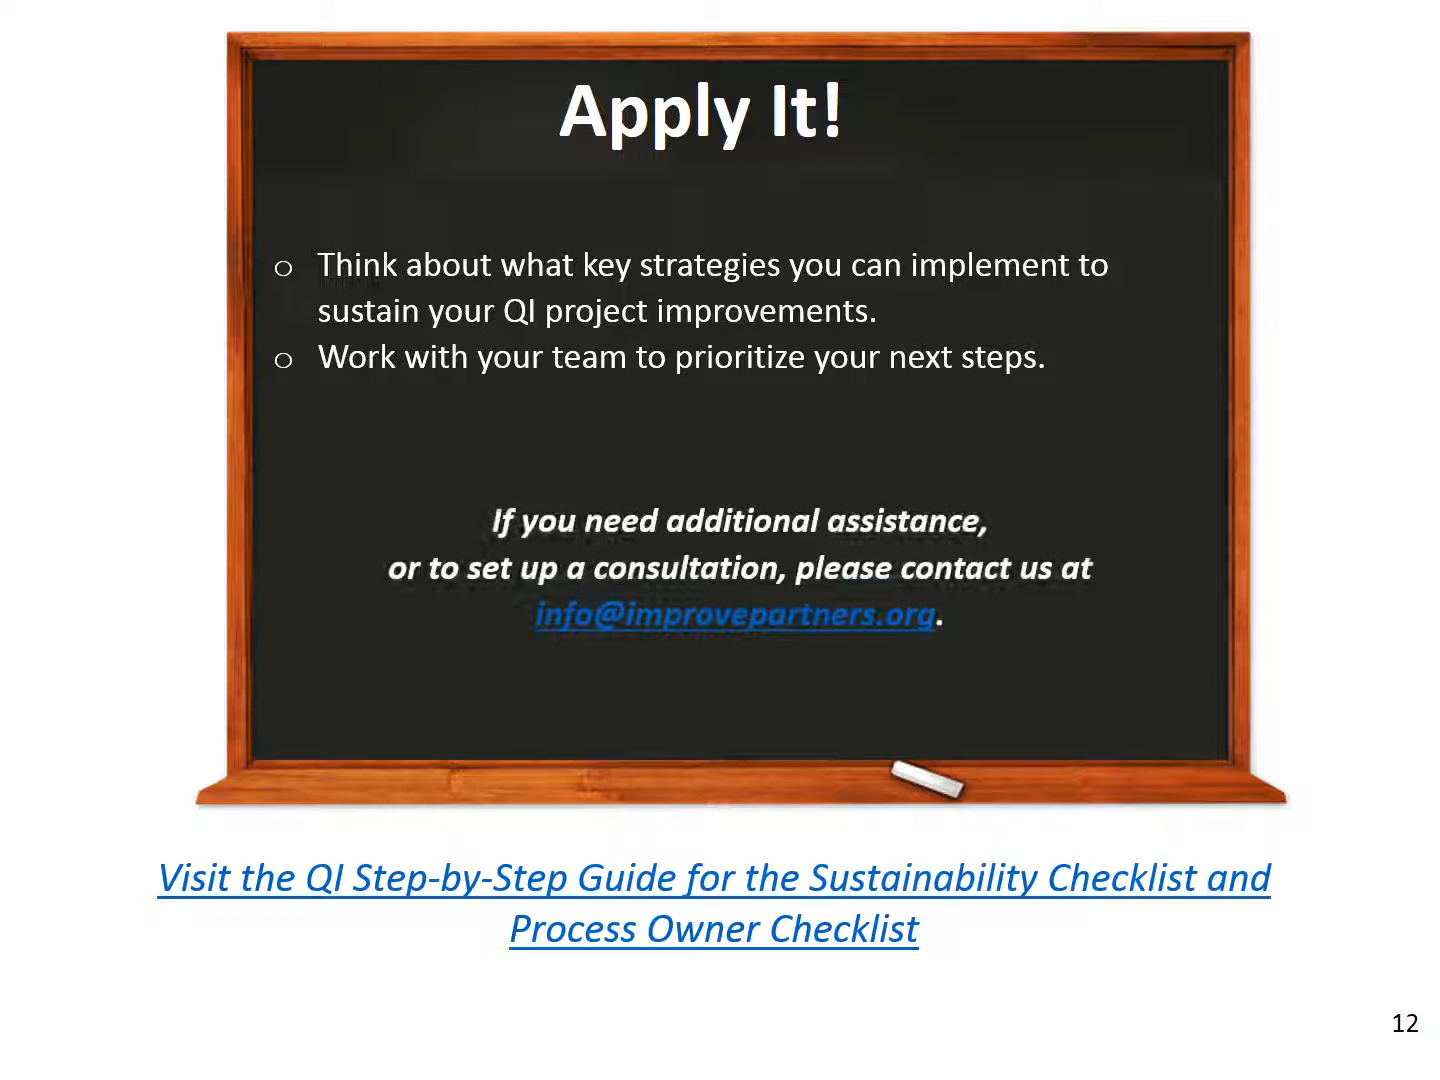 Apply It!
o Think about what key strategies you can implement to
sustain your QI project improvements.
o Work with your team to prioritize your next steps.
If you need additional assistance,
or to set up a consultation, please contact us at
info@improvepartners.org.
Visit the QI Step-by-Step Guide for the Sustainability Checklist and
Process Owner Checklist
12